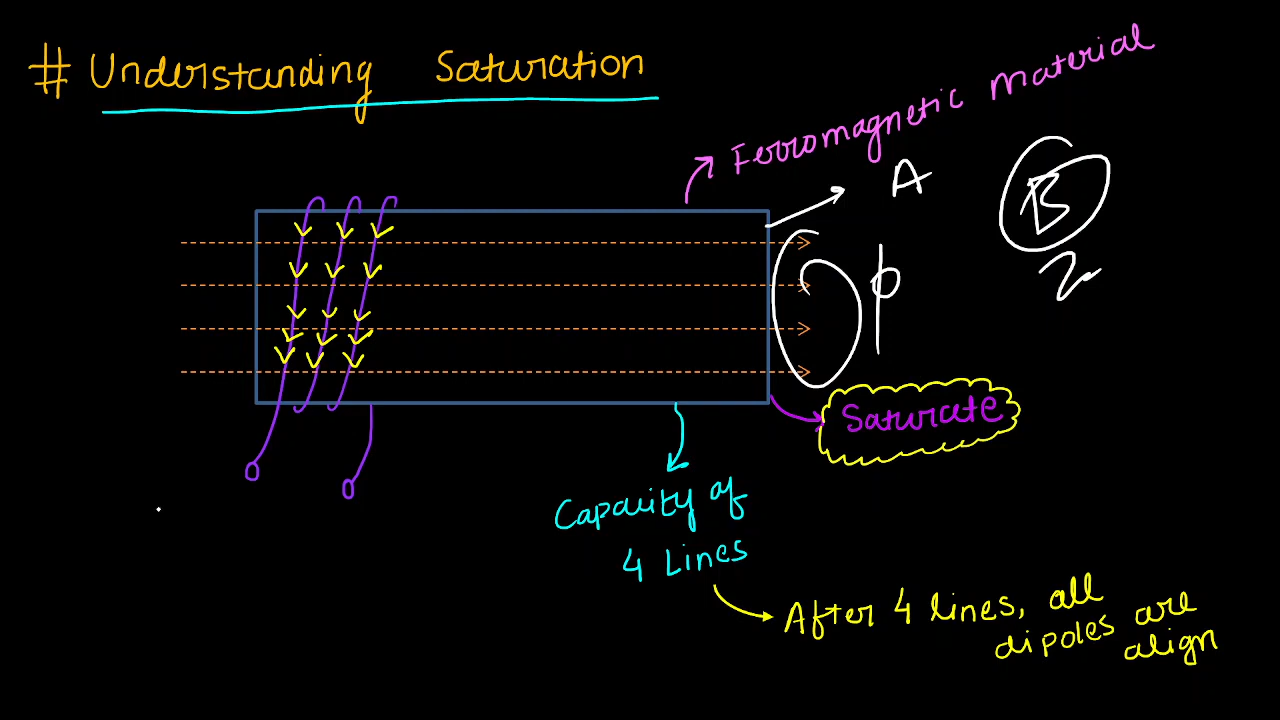 # Understanding Saturation
Ferromagnetic Material
A
B
ϕ
Saturate
Capacity of
4 Lines
After 4 lines, all
dipoles are
align